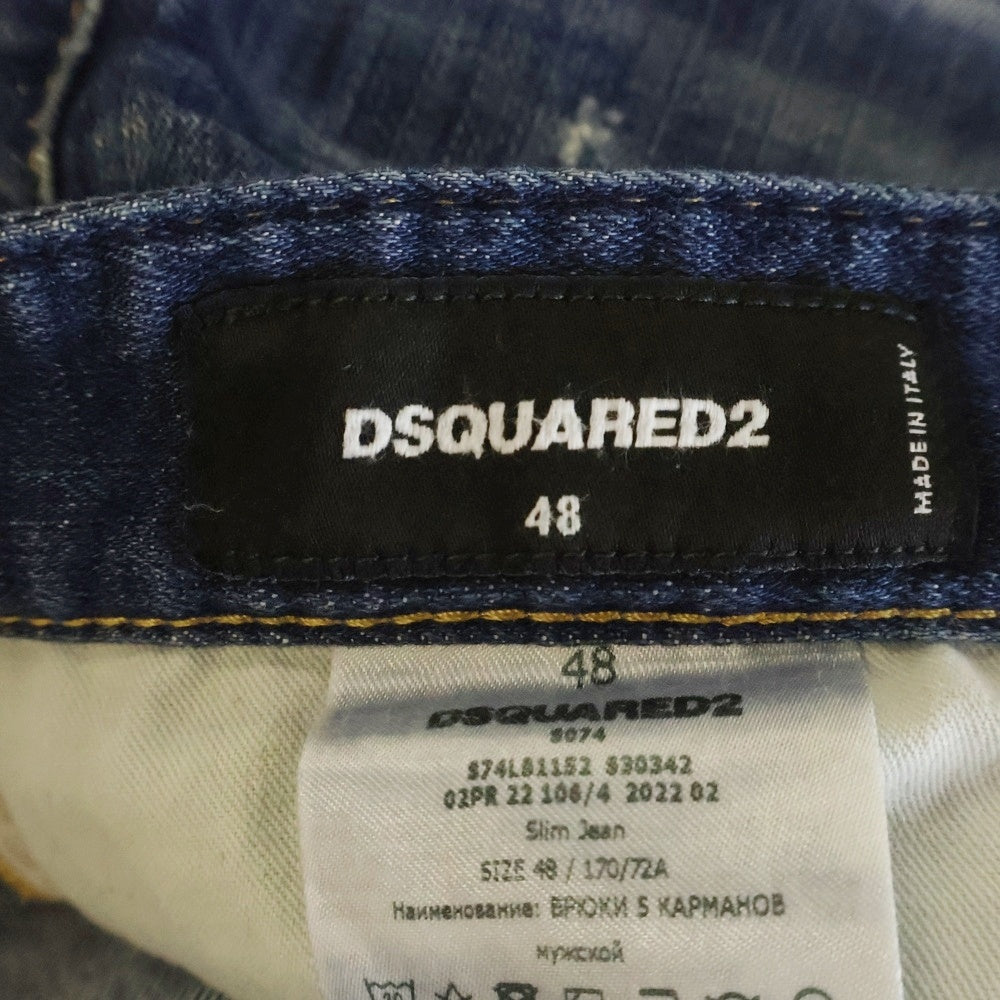 DSQUARED2
48
MADE IN ITALY
48
DSQUARED2
S074
S74LB1152 S30342
02PR 22 106/4 2022 02
Slim Jean
SIZE 48 / 170/72A
Наименование: БРЮКИ 5 КАРМАНОВ
мужской